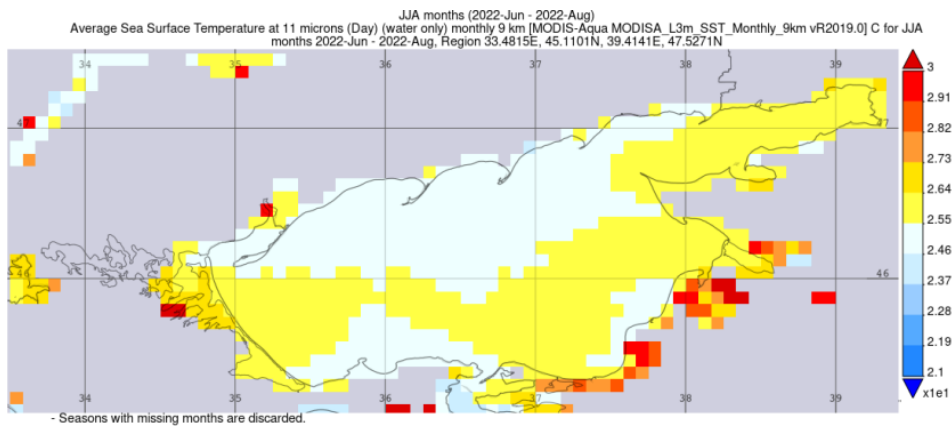 JJA months (2022-Jun - 2022-Aug)
Average Sea Surface Temperature at 11 microns (Day) (water only) monthly 9 km [MODIS-Aqua MODISA_L3m_SST_Monthly_9km vR2019.0] C for JJA
months 2022-Jun - 2022-Aug, Region 33.4815E, 45.1101N, 39.4141E, 47.5271N
34 35 36 37 38 39
3
2.91
2.82
47 47
2.73
2.64
2.55
2.46
46 46
2.37
2.28
2.19
2.1
x1e1
34 35 36 37 38 39
- Seasons with missing months are discarded.